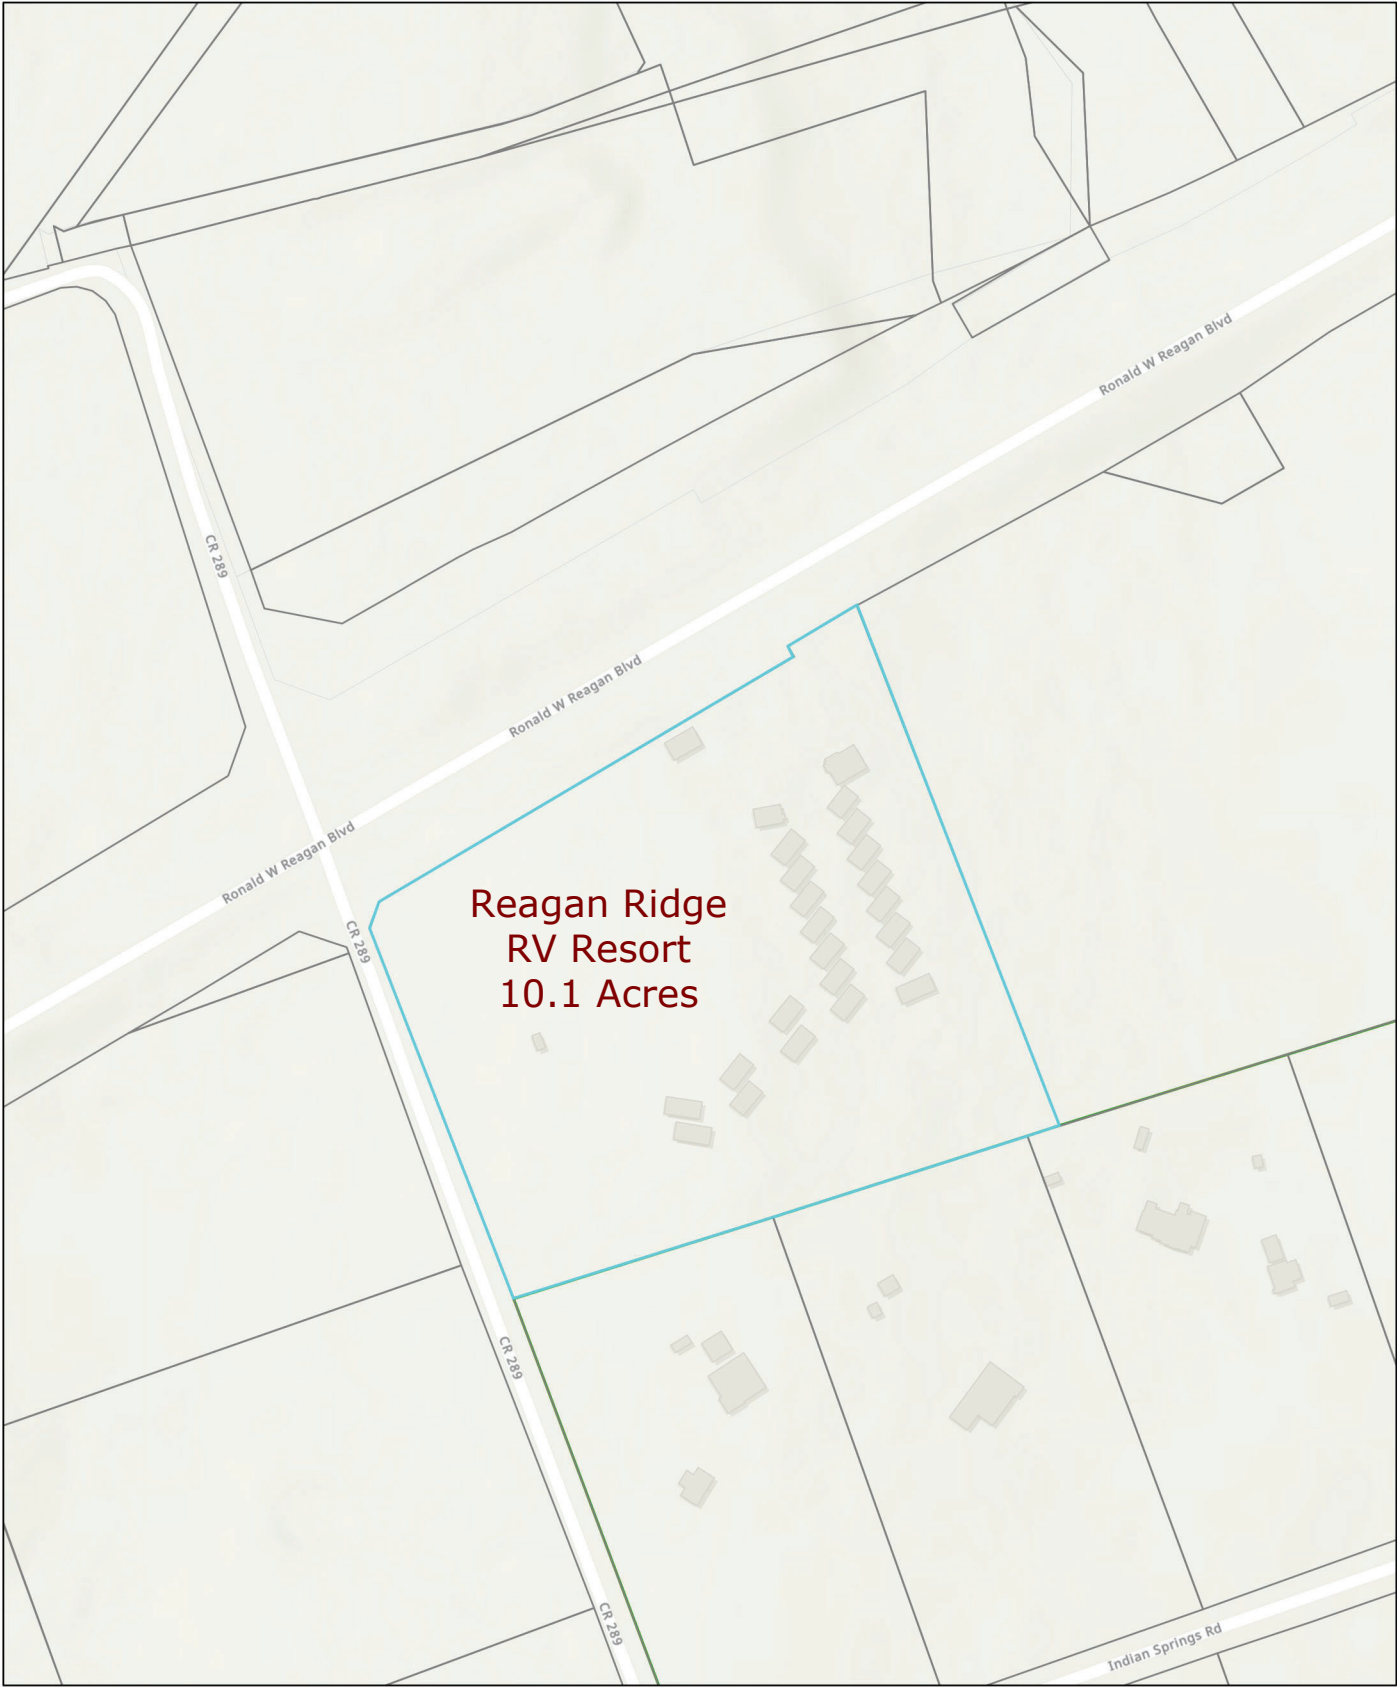 Ronald W Reagan Blvd
CR 289
Ronald W Reagan Blvd
Ronald W Reagan Blvd
CR 289
Reagan Ridge
RV Resort
10.1 Acres
CR 289
CR 289
Indian Springs Rd